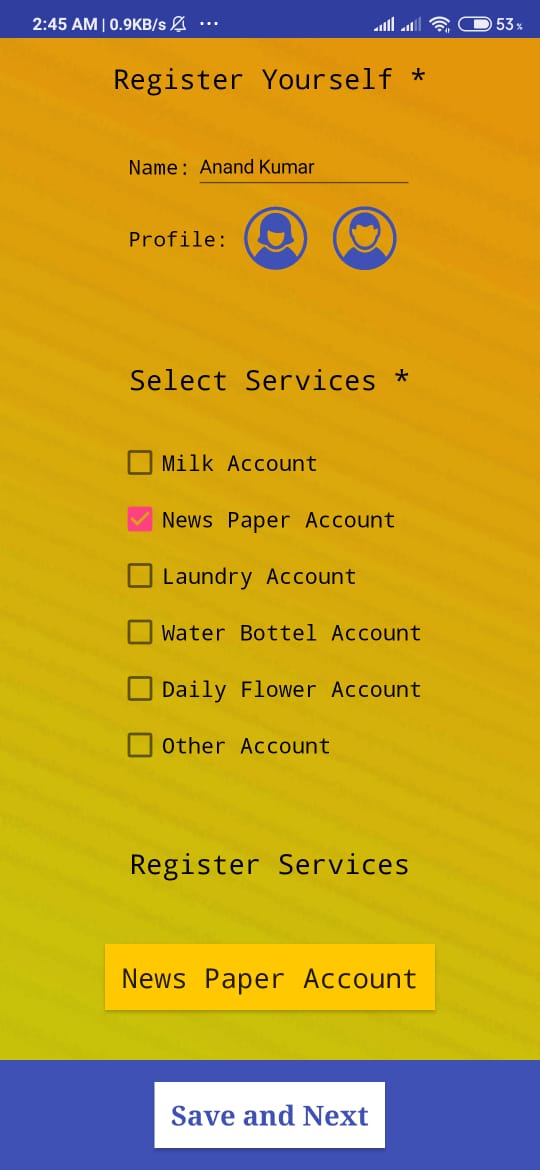 2:45 AM | 0.9KB/s ... 53%
Register Yourself *
Name: Anand Kumar
Profile:
Select Services *
Milk Account
News Paper Account
Laundry Account
Water Bottel Account
Daily Flower Account
Other Account
Register Services
News Paper Account
Save and Next